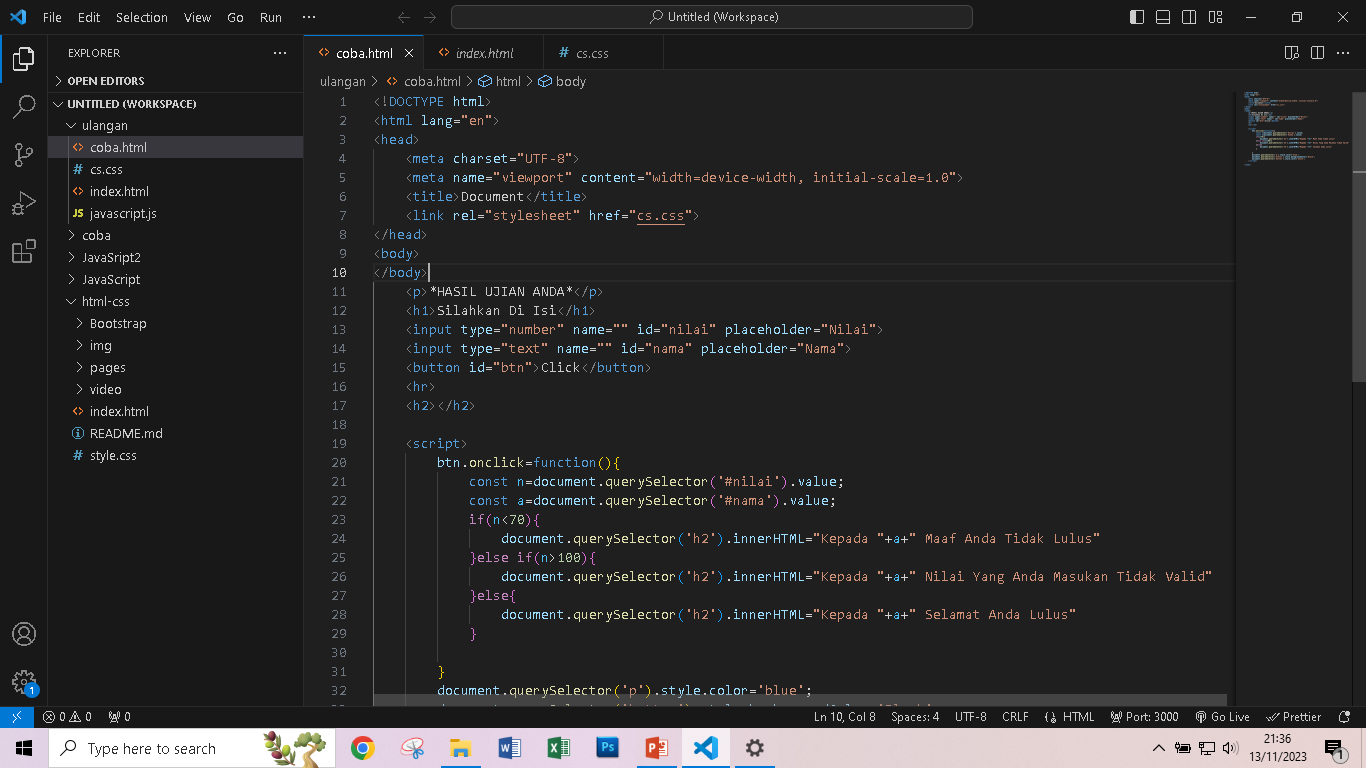 File Edit Selection View Go Run ··· Untitled (Workspace)
EXPLORER ···
OPEN EDITORS
UNTITLED (WORKSPACE)
ulangan
coba.html
cs.css
index.html
javascript.js
coba
JavaSript2
JavaScript
html-css
Bootstrap
img
pages
video
index.html
README.md
style.css
coba.html index.html cs.css
ulangan > coba.html > html > body
1 <!DOCTYPE html>
2 <html lang="en">
3 <head>
4 <meta charset="UTF-8">
5 <meta name="viewport" content="width=device-width, initial-scale=1.0">
6 <title>Document</title>
7 <link rel="stylesheet" href="cs.css">
8 </head>
9 <body>
10 </body>
11 <p>*HASIL UJIAN ANDA*</p>
12 <h1>Silahkan Di Isi</h1>
13 <input type="number" name="" id="nilai" placeholder="Nilai">
14 <input type="text" name="" id="nama" placeholder="Nama">
15 <button id="btn">Click</button>
16 <hr>
17 <h2></h2>
18
19 <script>
20 btn.onclick=function(){
21 const n=document.querySelector('#nilai').value;
22 const a=document.querySelector('#nama').value;
23 if(n<70){
24 document.querySelector('h2').innerHTML="Kepada "+a+" Maaf Anda Tidak Lulus"
25 }else if(n>100){
26 document.querySelector('h2').innerHTML="Kepada "+a+" Nilai Yang Anda Masukan Tidak Valid"
27 }else{
28 document.querySelector('h2').innerHTML="Kepada "+a+" Selamat Anda Lulus"
29 }
30
31 }
32 document.querySelector('p').style.color='blue';
1
0 0 0 Ln 10, Col 8 Spaces: 4 UTF-8 CRLF HTML Port: 3000 Go Live Prettier
Type here to search
21:36
13/11/2023
1